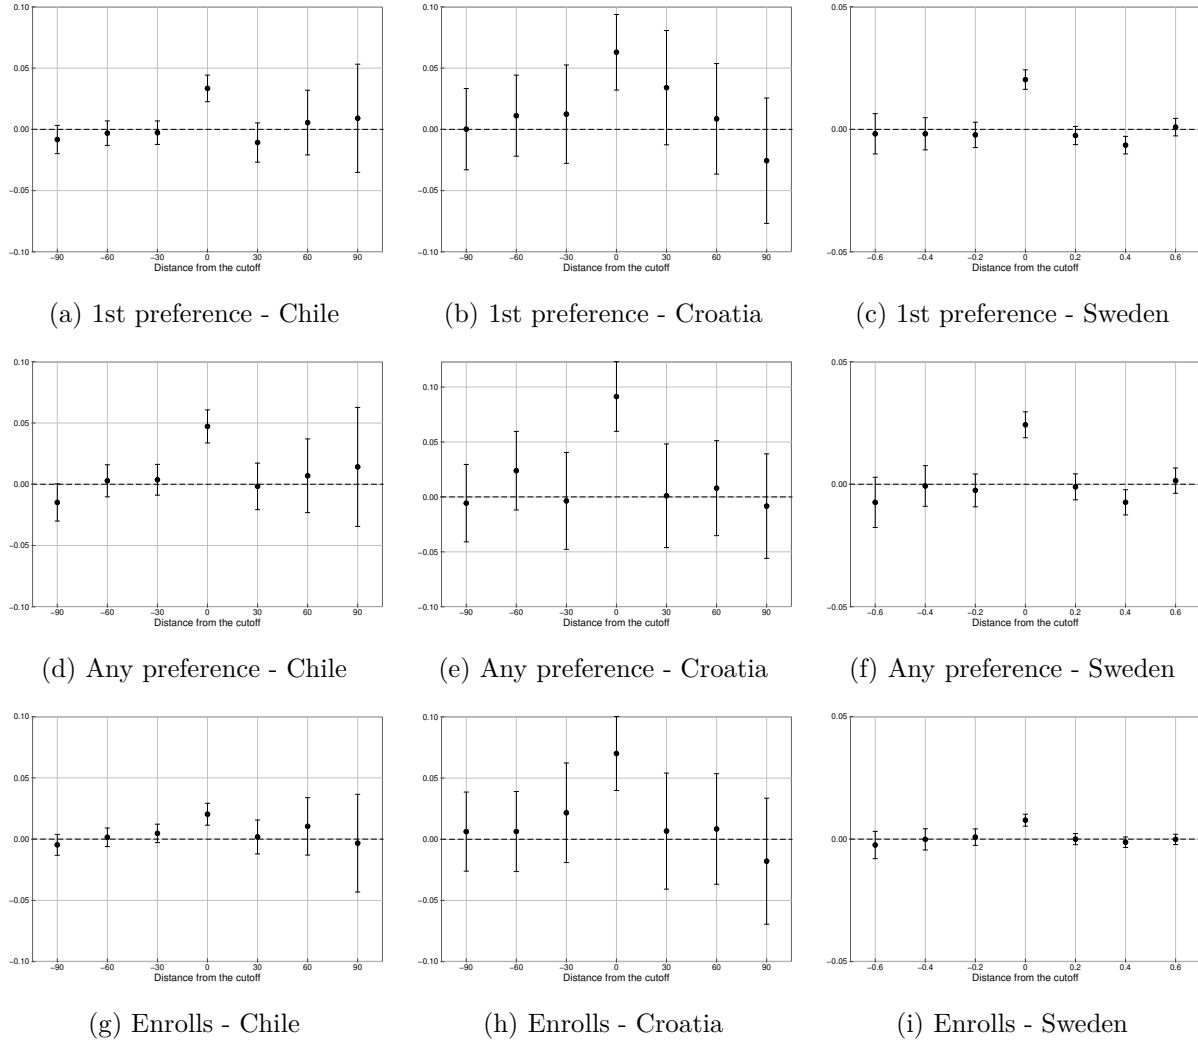 0.10
0.05
0.00
−0.05
−0.10
−90 −60 −30 0 30 60 90
Distance from the cutoff
(a) 1st preference - Chile
0.10
0.05
0.00
−0.05
−0.10
−90 −60 −30 0 30 60 90
Distance from the cutoff
(b) 1st preference - Croatia
0.05
0.00
−0.05
−0.6 −0.4 −0.2 0 0.2 0.4 0.6
Distance from the cutoff
(c) 1st preference - Sweden
0.10
0.05
0.00
−0.05
−0.10
−90 −60 −30 0 30 60 90
Distance from the cutoff
(d) Any preference - Chile
0.10
0.05
0.00
−0.05
−0.10
−90 −60 −30 0 30 60 90
Distance from the cutoff
(e) Any preference - Croatia
0.05
0.00
−0.05
−0.6 −0.4 −0.2 0 0.2 0.4 0.6
Distance from the cutoff
(f) Any preference - Sweden
0.10
0.05
0.00
−0.05
−0.10
−90 −60 −30 0 30 60 90
Distance from the cutoff
(g) Enrolls - Chile
0.10
0.05
0.00
−0.05
−0.10
−90 −60 −30 0 30 60 90
Distance from the cutoff
(h) Enrolls - Croatia
0.05
0.00
−0.05
−0.6 −0.4 −0.2 0 0.2 0.4 0.6
Distance from the cutoff
(i) Enrolls - Sweden